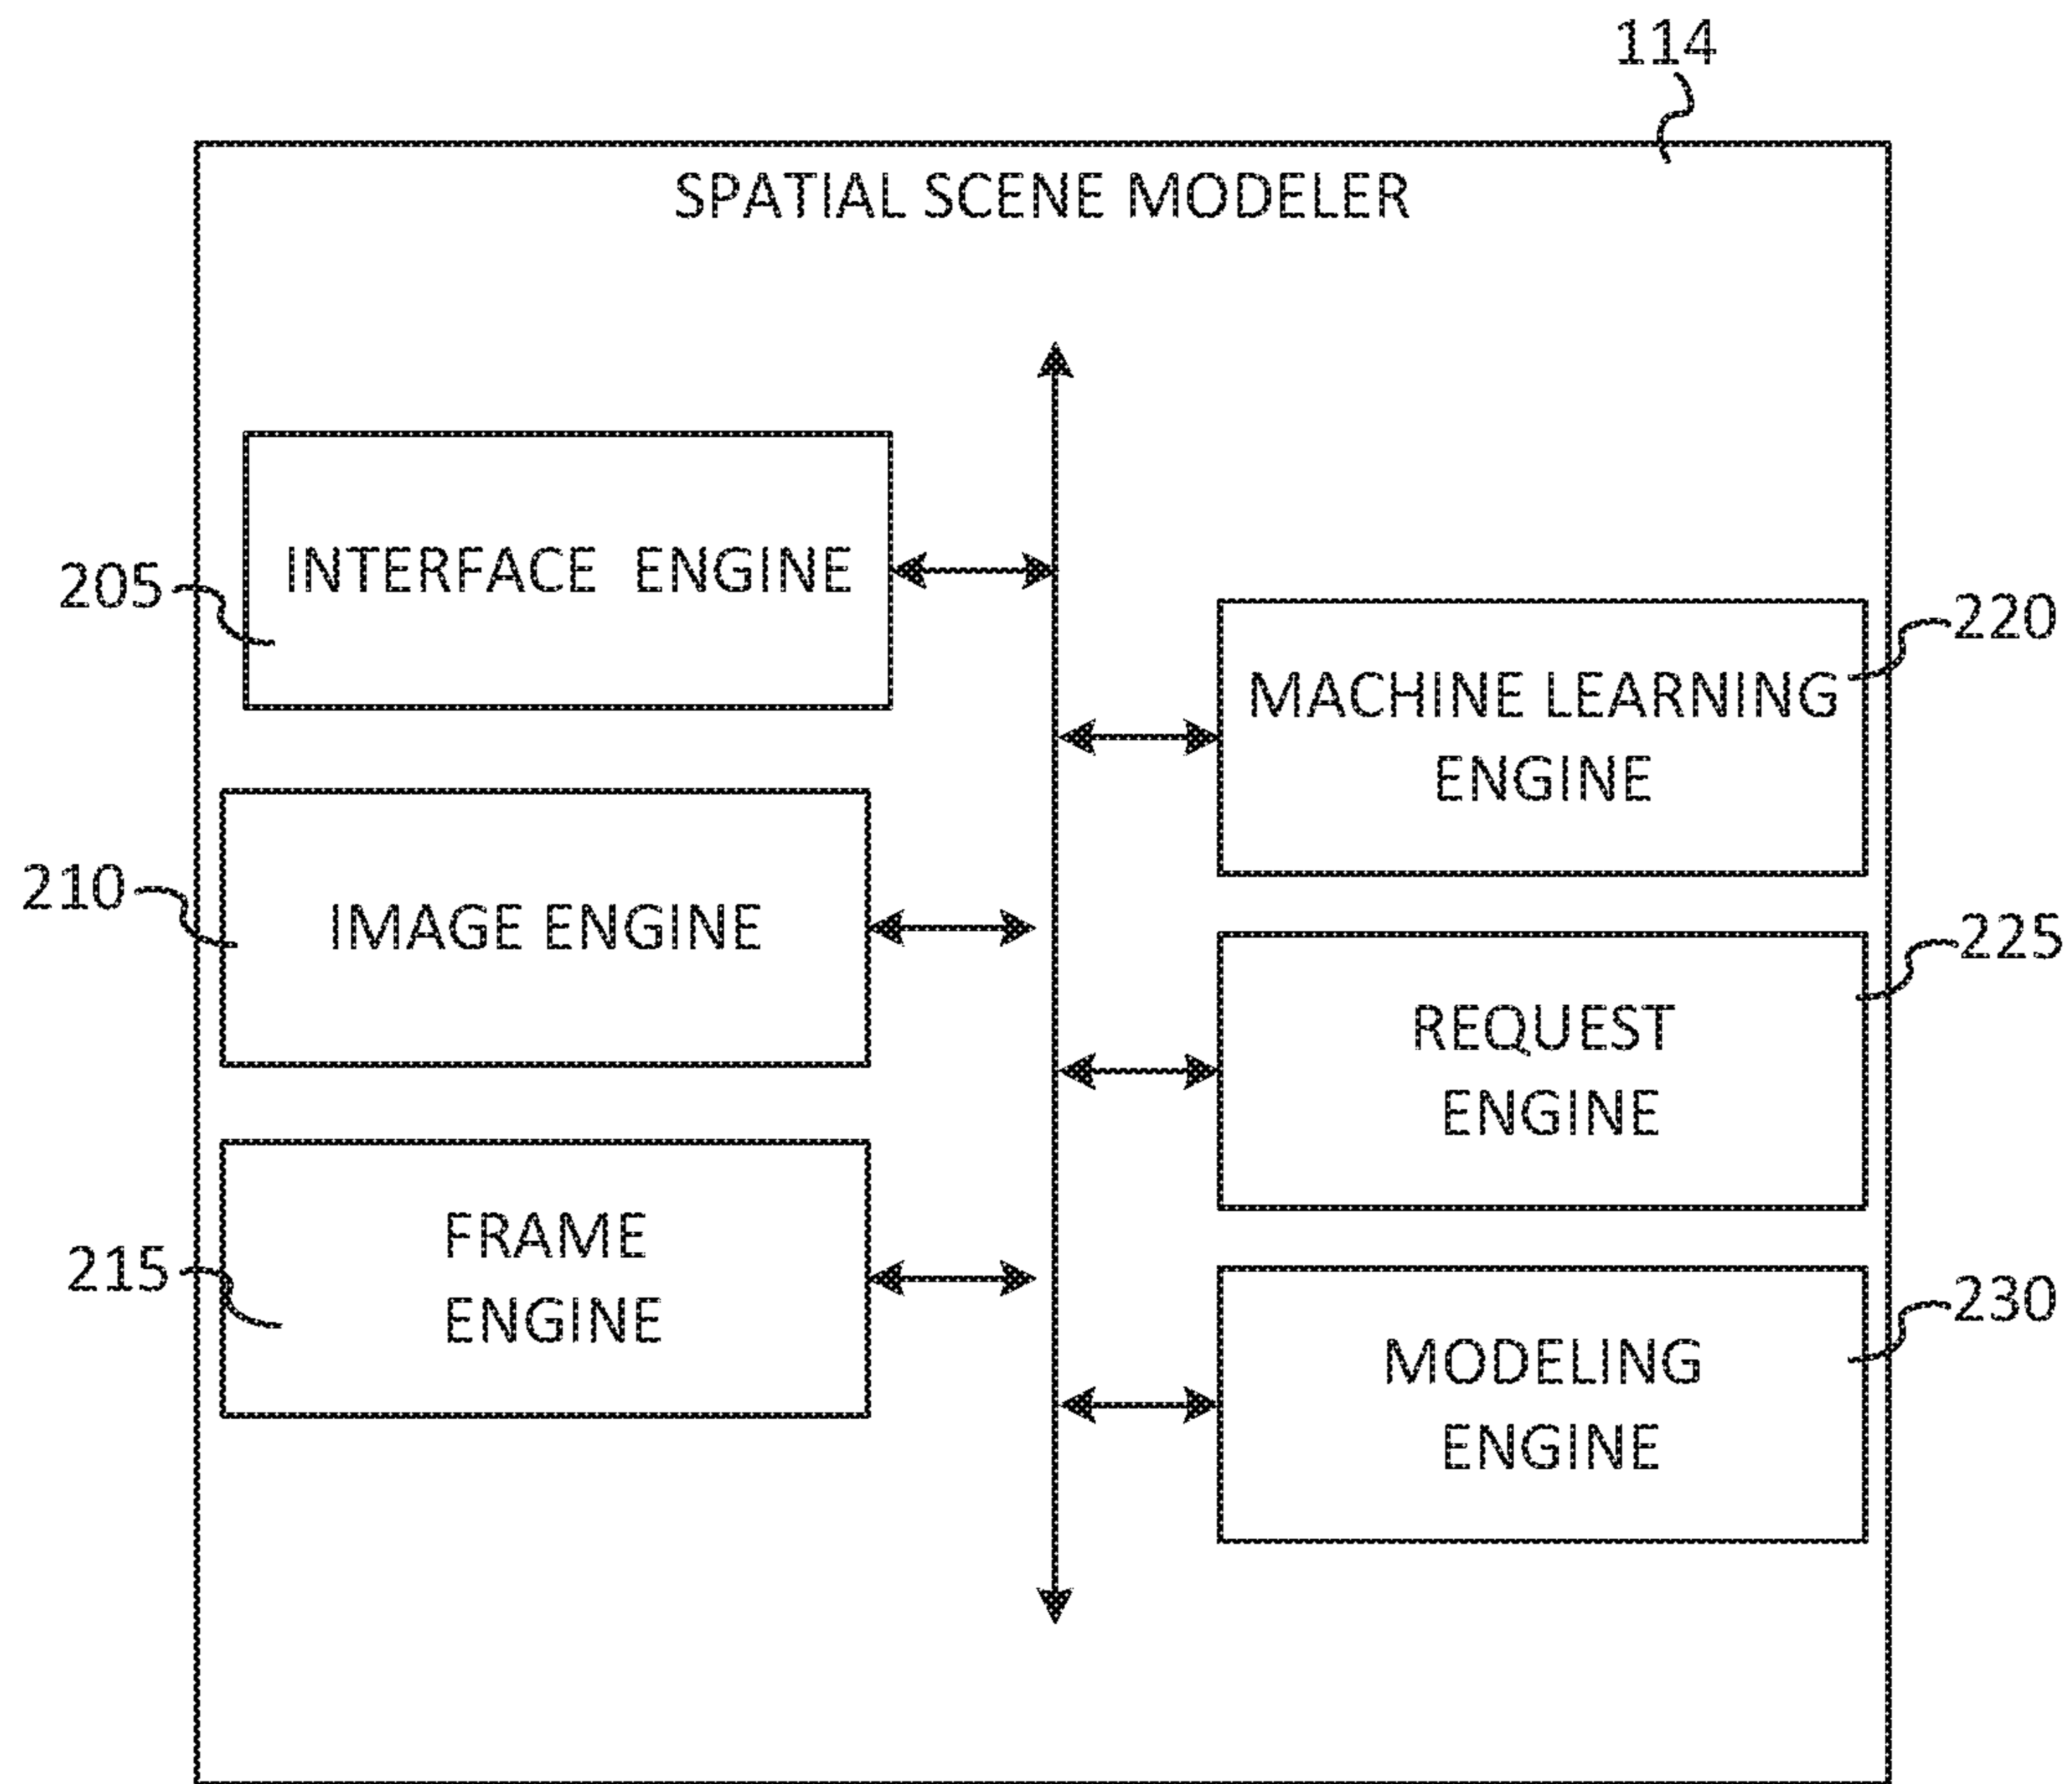 114
SPATIAL SCENE MODELER
INTERFACE ENGINE
205
IMAGE ENGINE
210
FRAME
ENGINE
215
MACHINE LEARNING
ENGINE
220
REQUEST
ENGINE
225
MODELING
ENGINE
230